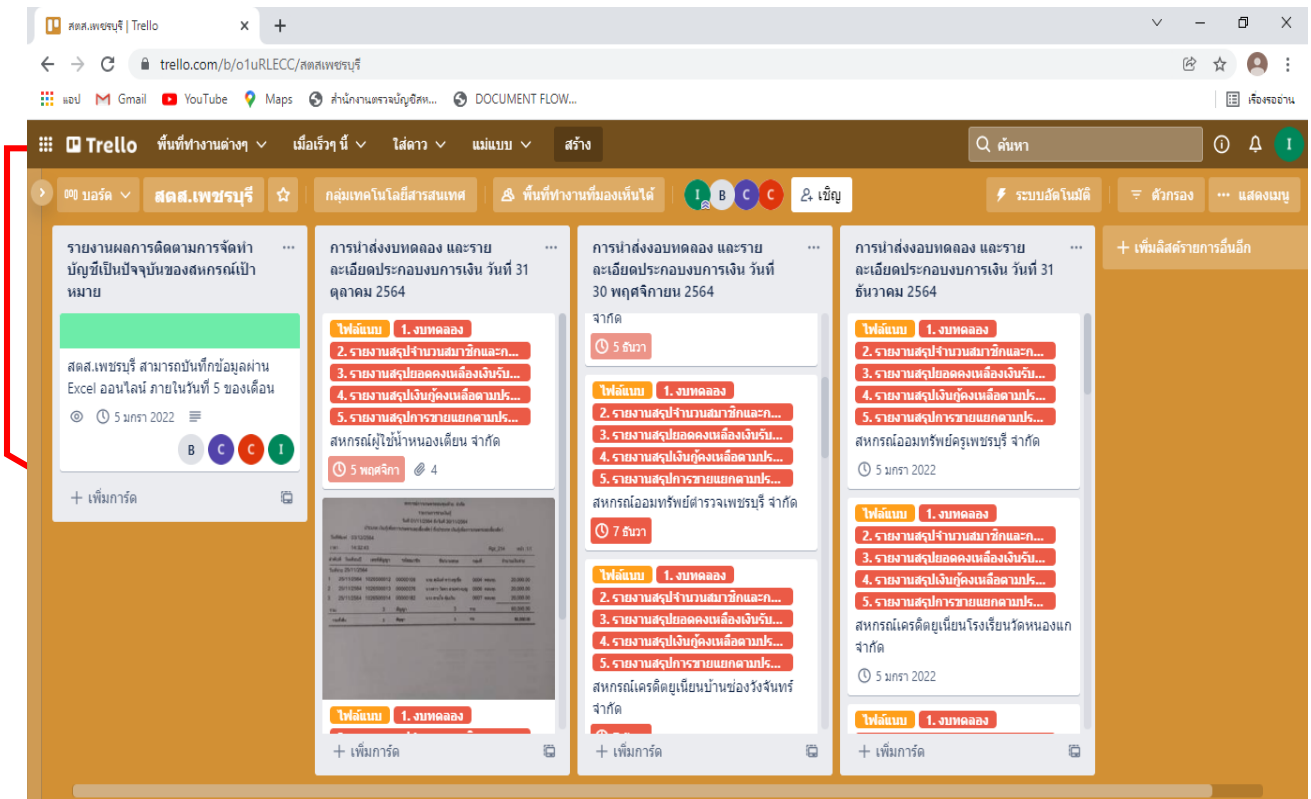 สตส.เพชรบุรี | Trello
trello.com/b/o1uRLECC/สตสเพชรบุรี
แอป Gmail YouTube Maps สำนักงานตรวจบัญชีสห... DOCUMENT FLOW... เรื่องรออ่าน
Trello พื้นที่ทำงานต่างๆ เมื่อเร็วๆ นี้ ใส่ดาว แม่แบบ สร้าง ค้นหา I
บอร์ด สตส.เพชรบุรี กลุ่มเทคโนโลยีสารสนเทศ พื้นที่ทำงานที่มองเห็นได้ I B C C เชิญ ระบบอัตโนมัติ ตัวกรอง แสดงเมนู
รายงานผลการติดตามการจัดทำ
บัญชีเป็นปัจจุบันของสหกรณ์เป้า
หมาย
สตส.เพชรบุรี สามารถบันทึกข้อมูลผ่าน
Excel ออนไลน์ ภายในวันที่ 5 ของเดือน
5 มกรา 2022
B C C I
เพิ่มการ์ด
การนำส่งงบทดลอง และราย
ละเอียดประกอบงบการเงิน วันที่ 31
ตุลาคม 2564
ไฟล์แนบ 1. งบทดลอง
2. รายงานสรุปจำนวนสมาชิกและก...
3. รายงานสรุปยอดคงเหลือเงินรับ...
4. รายงานสรุปเงินกู้คงเหลือตามปร...
5. รายงานสรุปการขายแยกตามปร...
สหกรณ์ผู้ใช้น้ำหนองเตียน จำกัด
5 พฤศจิกา 4
ไฟล์แนบ 1. งบทดลอง
เพิ่มการ์ด
การนำส่งงอบทดลอง และราย
ละเอียดประกอบงบการเงิน วันที่
30 พฤศจิกายน 2564
จำกัด
5 ธันวา
ไฟล์แนบ 1. งบทดลอง
2. รายงานสรุปจำนวนสมาชิกและก...
3. รายงานสรุปยอดคงเหลือเงินรับ...
4. รายงานสรุปเงินกู้คงเหลือตามปร...
5. รายงานสรุปการขายแยกตามปร...
สหกรณ์ออมทรัพย์ตำรวจเพชรบุรี จำกัด
7 ธันวา
ไฟล์แนบ 1. งบทดลอง
2. รายงานสรุปจำนวนสมาชิกและก...
3. รายงานสรุปยอดคงเหลือเงินรับ...
4. รายงานสรุปเงินกู้คงเหลือตามปร...
5. รายงานสรุปการขายแยกตามปร...
สหกรณ์เครดิตยูเนี่ยนบ้านซ่องวังจันทร์
จำกัด
เพิ่มการ์ด
การนำส่งงอบทดลอง และราย
ละเอียดประกอบงบการเงิน วันที่ 31
ธันวาคม 2564
ไฟล์แนบ 1. งบทดลอง
2. รายงานสรุปจำนวนสมาชิกและก...
3. รายงานสรุปยอดคงเหลือเงินรับ...
4. รายงานสรุปเงินกู้คงเหลือตามปร...
5. รายงานสรุปการขายแยกตามปร...
สหกรณ์ออมทรัพย์ครูเพชรบุรี จำกัด
5 มกรา 2022
ไฟล์แนบ 1. งบทดลอง
2. รายงานสรุปจำนวนสมาชิกและก...
3. รายงานสรุปยอดคงเหลือเงินรับ...
4. รายงานสรุปเงินกู้คงเหลือตามปร...
5. รายงานสรุปการขายแยกตามปร...
สหกรณ์เครดิตยูเนี่ยนโรงเรียนวัดหนองแก
จำกัด
5 มกรา 2022
ไฟล์แนบ 1. งบทดลอง
เพิ่มการ์ด
เพิ่มลิสต์รายการอื่นอีก